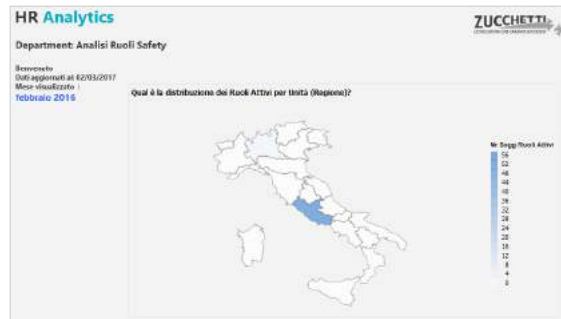 HR Analytics
ZUCCHETTI
Department: Analisi Ruoli Safety
Benvenuto
Dati aggiornati al: 02/03/2017
Mese visualizzato :
febbraio 2016
Qual è la distribuzione dei Ruoli Attivi per Unità (Regione)?
Nr Sogg Ruoli Attivi
56
52
48
44
40
36
32
28
24
20
16
12
8
4
0